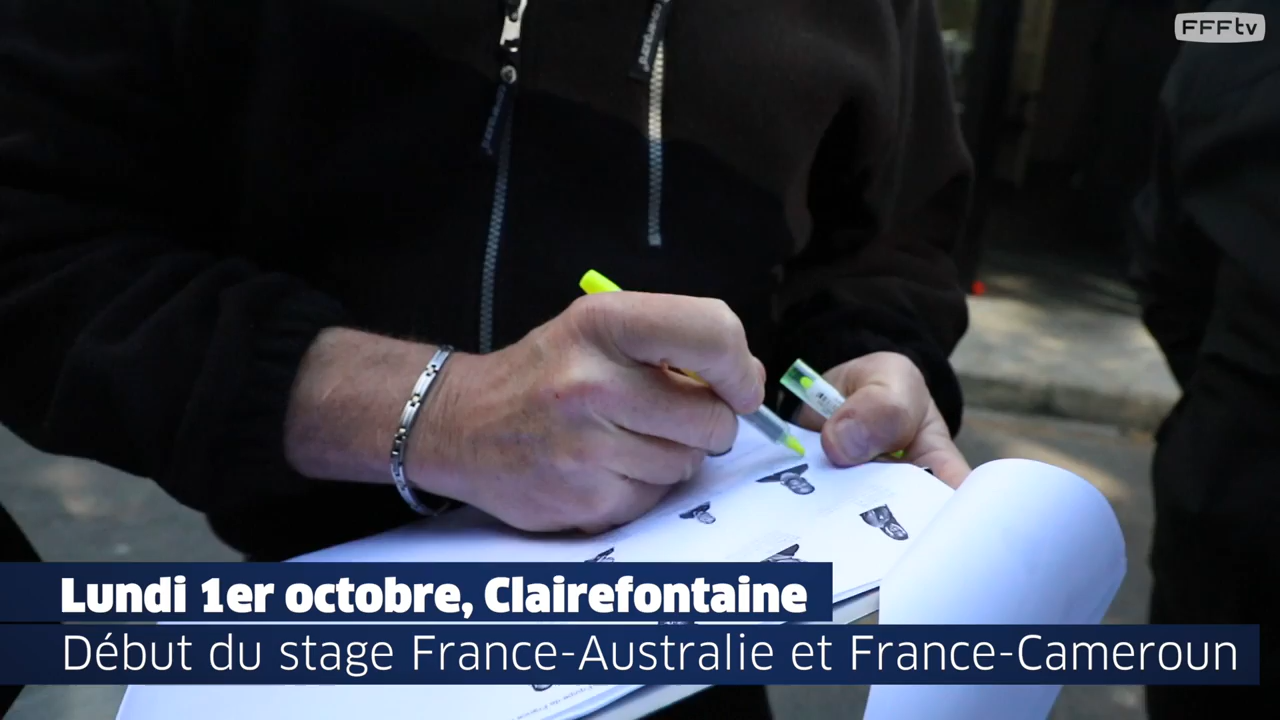 FFFtv
Lundi 1er octobre, Clairefontaine
Début du stage France-Australie et France-Cameroun